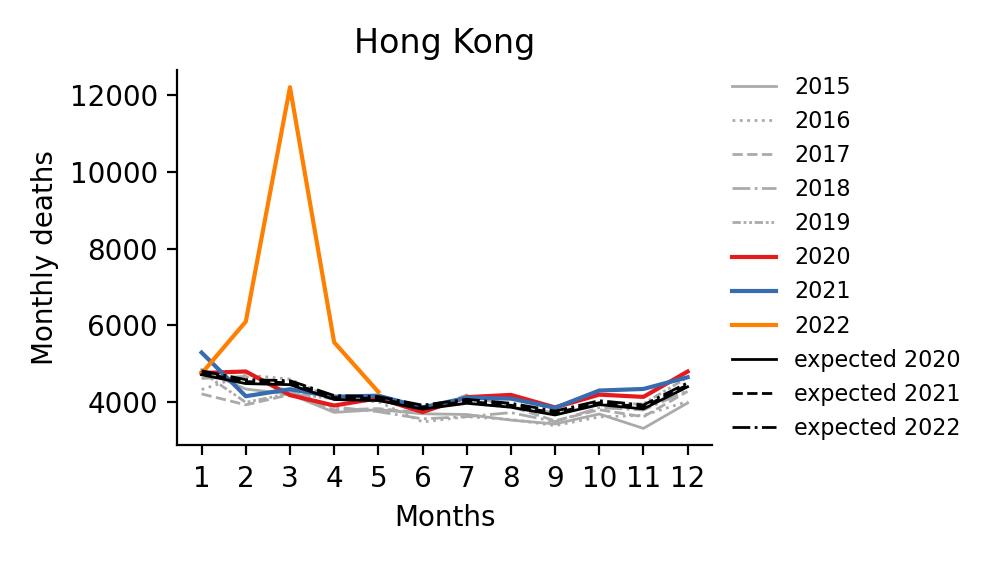 Hong Kong
Monthly deaths
12000
10000
8000
6000
4000
1 2 3 4 5 6 7 8 9 10 11 12
Months
2015
2016
2017
2018
2019
2020
2021
2022
expected 2020
expected 2021
expected 2022